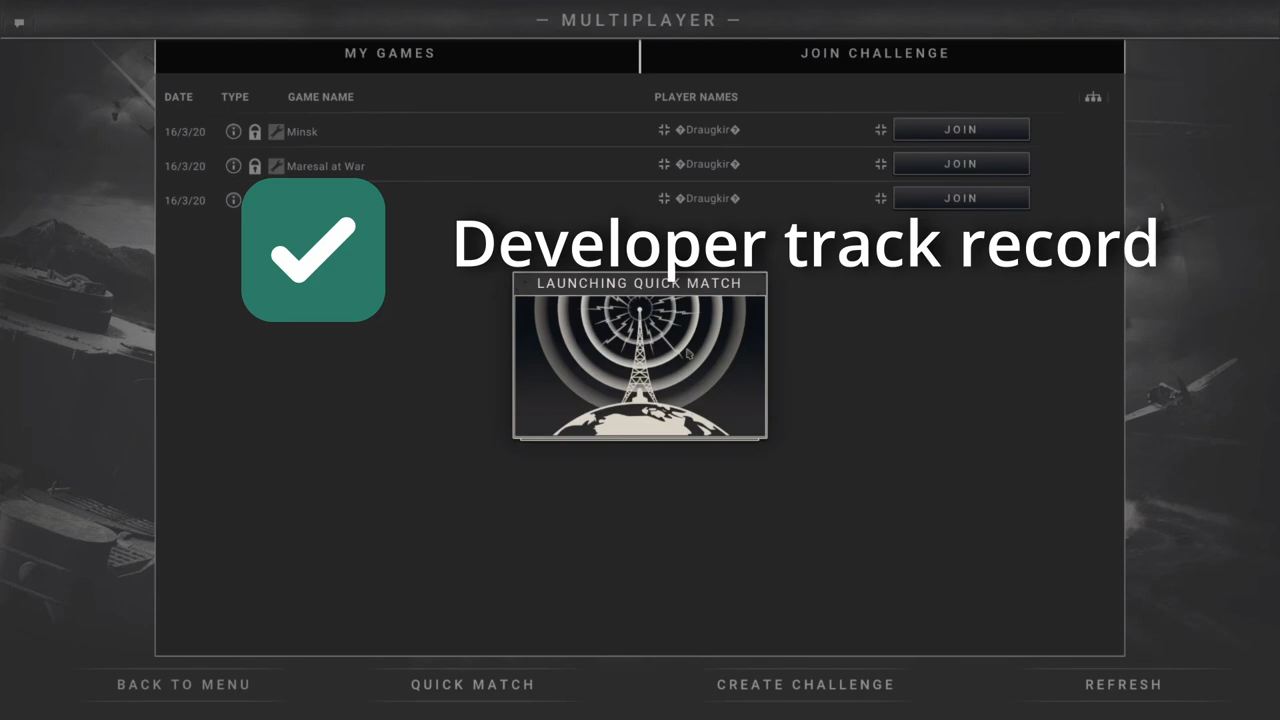 — MULTIPLAYER —
MY GAMES
JOIN CHALLENGE
DATE TYPE GAME NAME PLAYER NAMES
16/3/20 Minsk �Draugkir� JOIN
16/3/20 Maresal at War �Draugkir� JOIN
16/3/20 �Draugkir� JOIN
Developer track record
LAUNCHING QUICK MATCH
BACK TO MENU QUICK MATCH CREATE CHALLENGE REFRESH